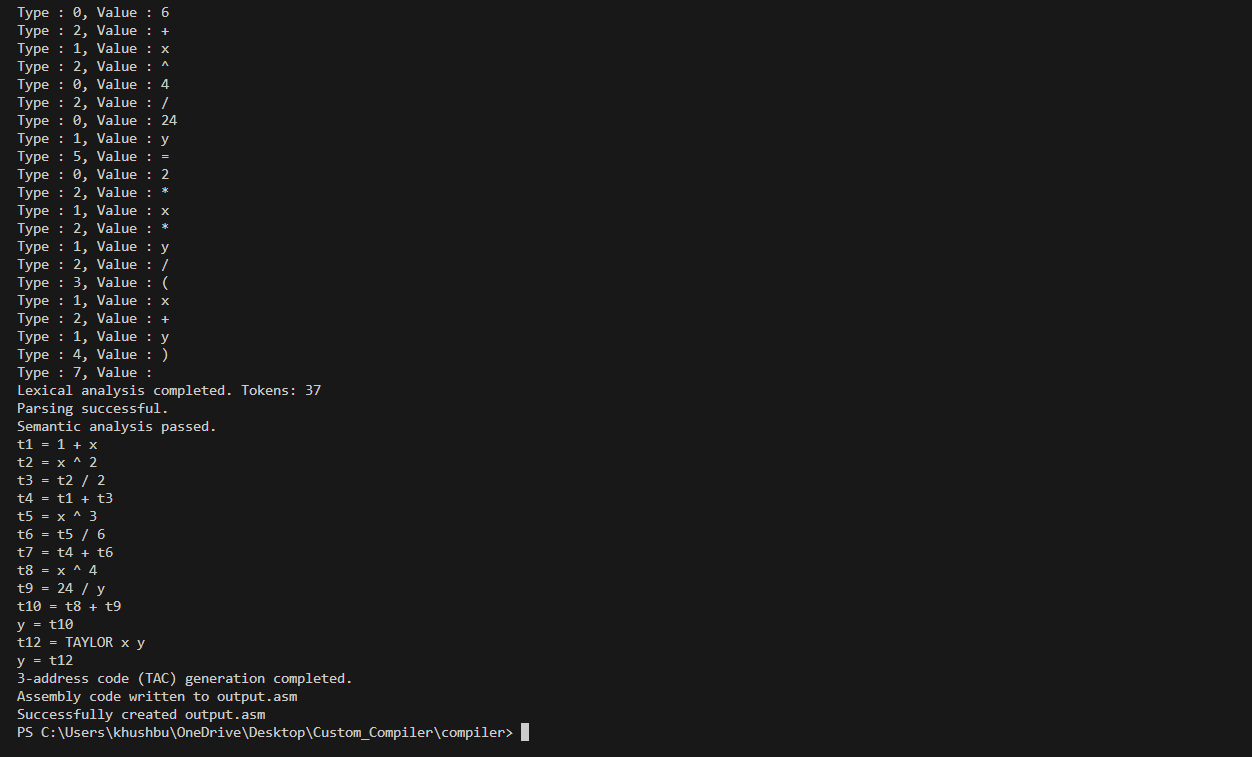 Type : 0, Value : 6
Type : 2, Value : +
Type : 1, Value : x
Type : 2, Value : ^
Type : 0, Value : 4
Type : 2, Value : /
Type : 0, Value : 24
Type : 1, Value : y
Type : 5, Value : =
Type : 0, Value : 2
Type : 2, Value : *
Type : 1, Value : x
Type : 2, Value : *
Type : 1, Value : y
Type : 2, Value : /
Type : 3, Value : (
Type : 1, Value : x
Type : 2, Value : +
Type : 1, Value : y
Type : 4, Value : )
Type : 7, Value :
Lexical analysis completed. Tokens: 37
Parsing successful.
Semantic analysis passed.
t1 = 1 + x
t2 = x ^ 2
t3 = t2 / 2
t4 = t1 + t3
t5 = x ^ 3
t6 = t5 / 6
t7 = t4 + t6
t8 = x ^ 4
t9 = 24 / y
t10 = t8 + t9
y = t10
t12 = TAYLOR x y
y = t12
3-address code (TAC) generation completed.
Assembly code written to output.asm
Successfully created output.asm
PS C:\Users\khushbu\OneDrive\Desktop\Custom_Compiler\compiler>